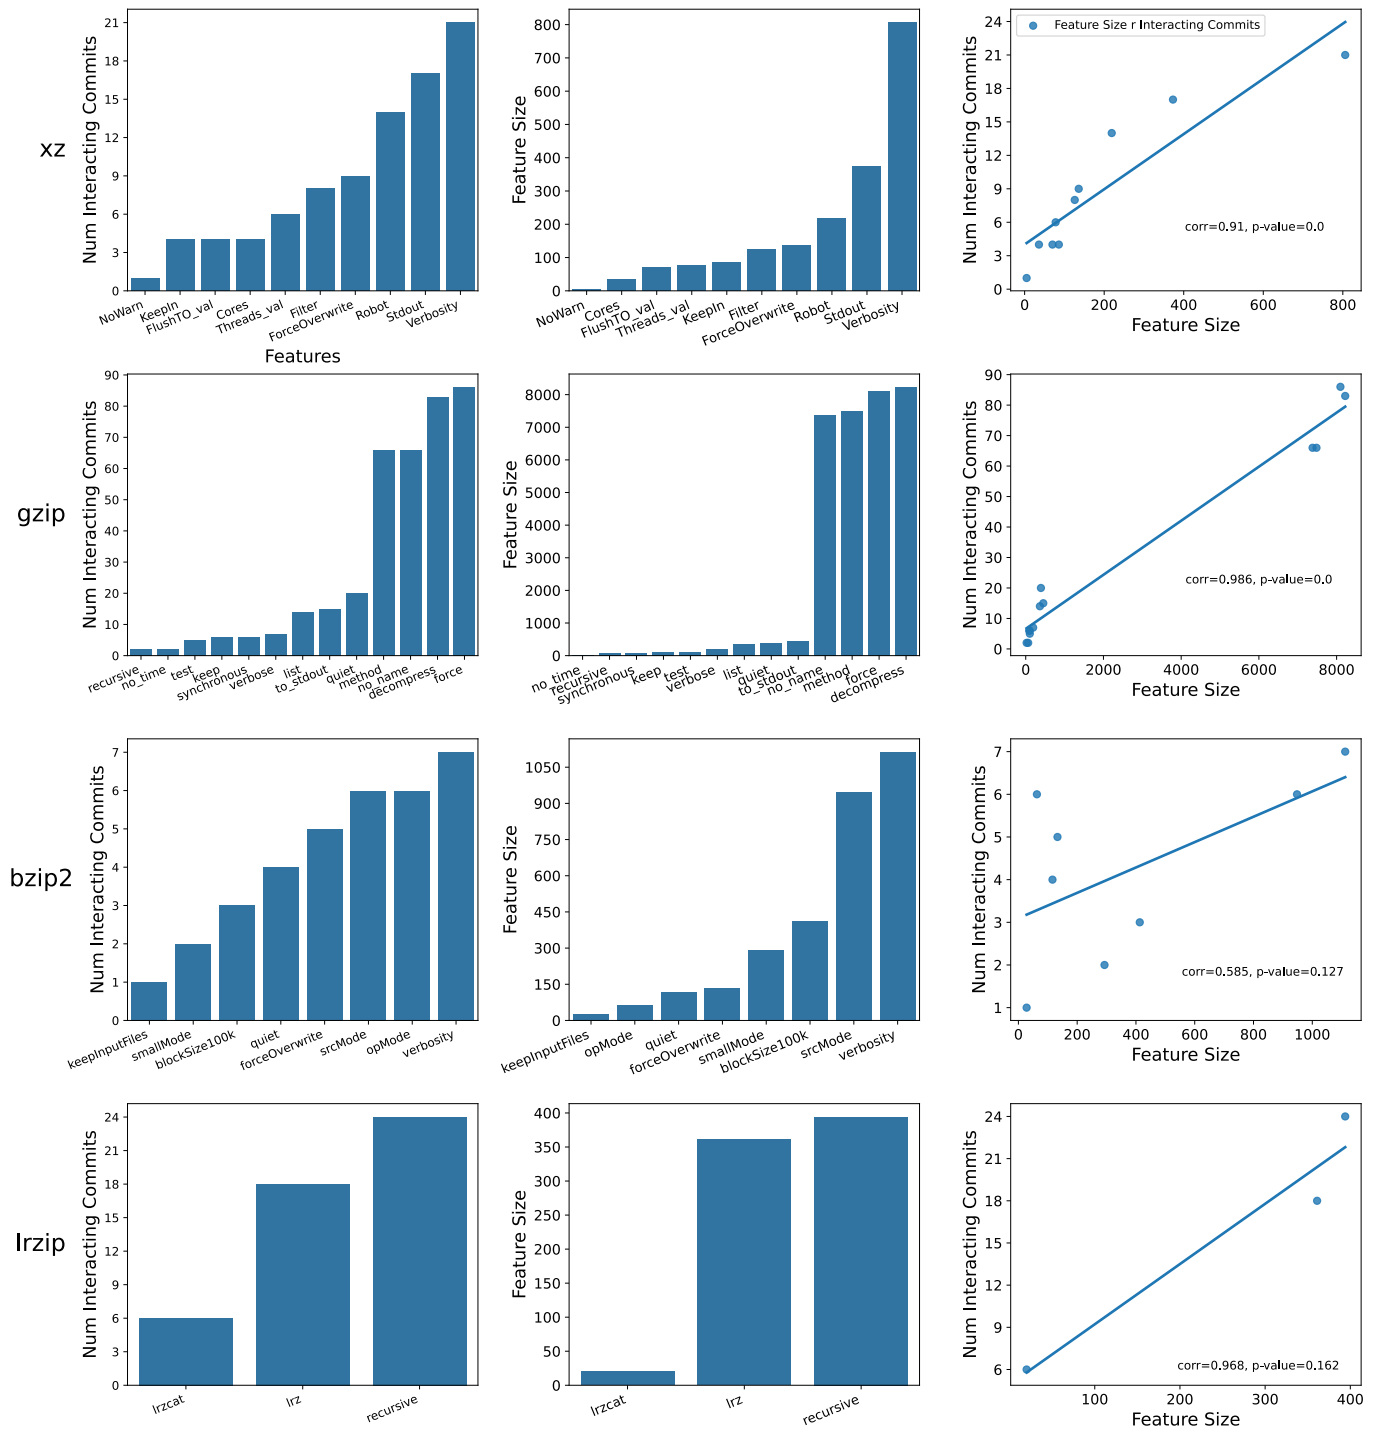 xz
Num Interacting Commits
21
18
15
12
9
6
3
0
NoWarn
KeepIn
FlushTO_val
Cores
Threads_val
Filter
ForceOverwrite
Robot
Stdout
Verbosity
Features
Feature Size
800
700
600
500
400
300
200
100
0
NoWarn
Cores
FlushTO_val
Threads_val
KeepIn
Filter
ForceOverwrite
Robot
Stdout
Verbosity
Num Interacting Commits
24
21
18
15
12
9
6
3
0
Feature Size r Interacting Commits
corr=0.91, p-value=0.0
0 200 400 600 800
Feature Size
gzip
Num Interacting Commits
90
80
70
60
50
40
30
20
10
0
recursive
no_time
test
keep
synchronous
verbose
list
to_stdout
quiet
method
no_name
decompress
force
Feature Size
8000
7000
6000
5000
4000
3000
2000
1000
0
no_time
recursive
synchronous
keep
test
verbose
list
quiet
to_stdout
no_name
method
force
decompress
Num Interacting Commits
90
80
70
60
50
40
30
20
10
0
corr=0.986, p-value=0.0
0 2000 4000 6000 8000
Feature Size
bzip2
Num Interacting Commits
7
6
5
4
3
2
1
0
keepInputFiles
smallMode
blockSize100k
quiet
forceOverwrite
srcMode
opMode
verbosity
Feature Size
1050
900
750
600
450
300
150
0
keepInputFiles
opMode
quiet
forceOverwrite
smallMode
blockSize100k
srcMode
verbosity
Num Interacting Commits
7
6
5
4
3
2
1
corr=0.585, p-value=0.127
0 200 400 600 800 1000
Feature Size
lrzip
Num Interacting Commits
24
21
18
15
12
9
6
3
0
lrzcat
lrz
recursive
Feature Size
400
350
300
250
200
150
100
50
0
lrzcat
lrz
recursive
Num Interacting Commits
24
21
18
15
12
9
6
corr=0.968, p-value=0.162
100 200 300 400
Feature Size